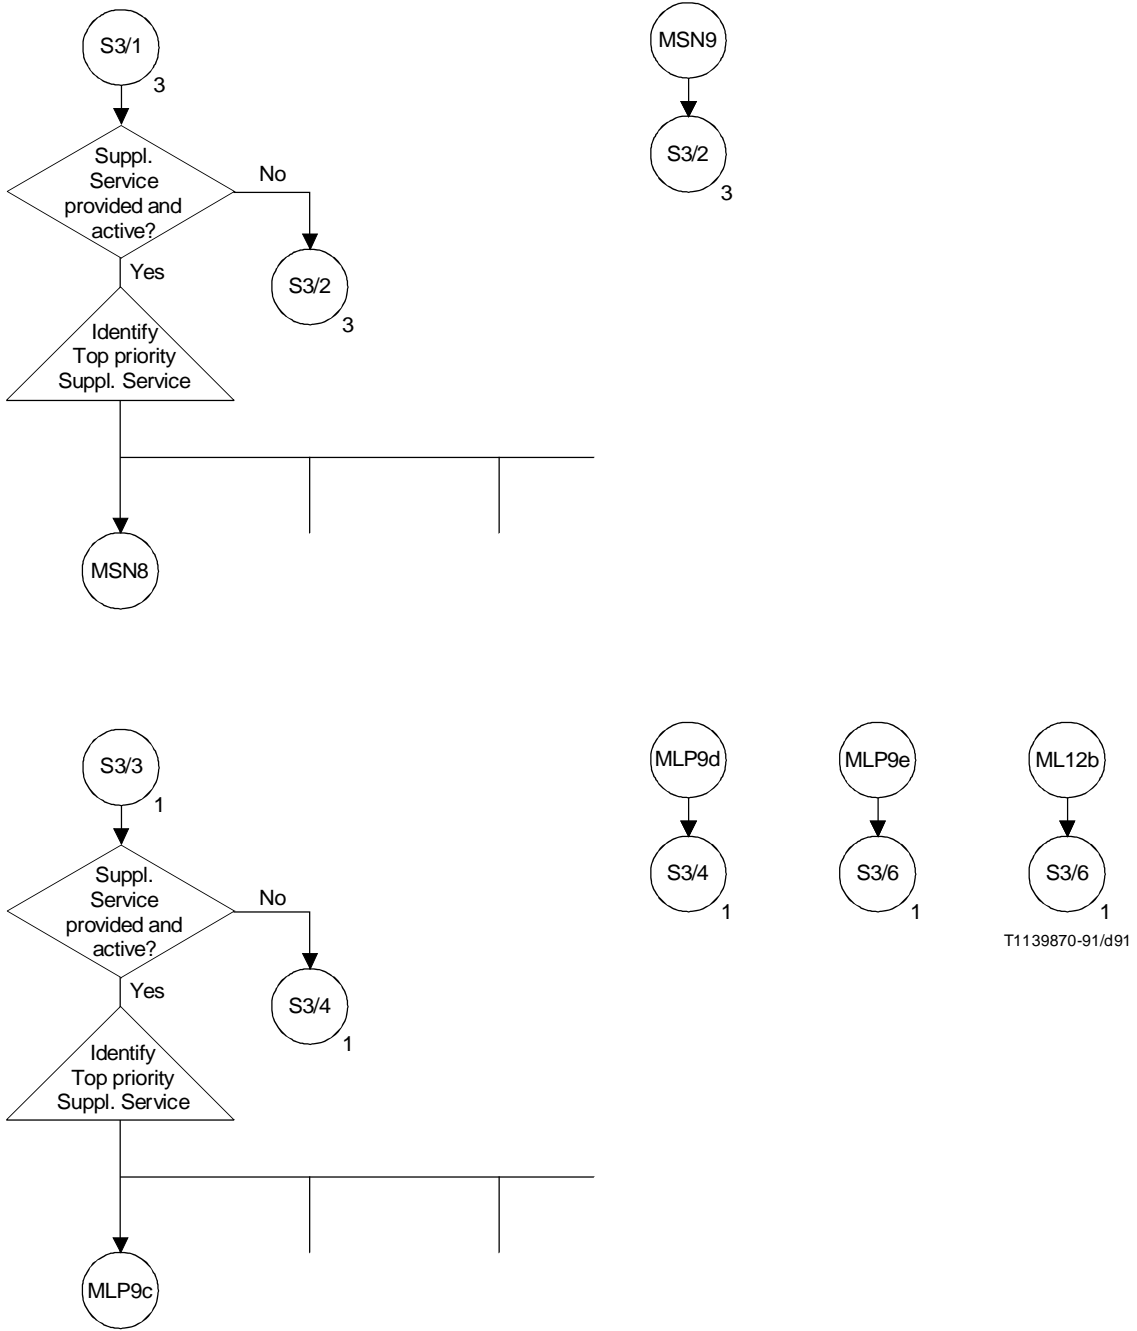 S3/1
3
Suppl.
Service
provided and
active?
No
S3/2
3
Yes
Identify
Top priority
Suppl. Service
MSN8
MSN9
S3/2
3
S3/3
1
Suppl.
Service
provided and
active?
No
S3/4
1
Yes
Identify
Top priority
Suppl. Service
MLP9c
MLP9d
S3/4
1
MLP9e
S3/6
1
ML12b
S3/6
1
T1139870-91/d91